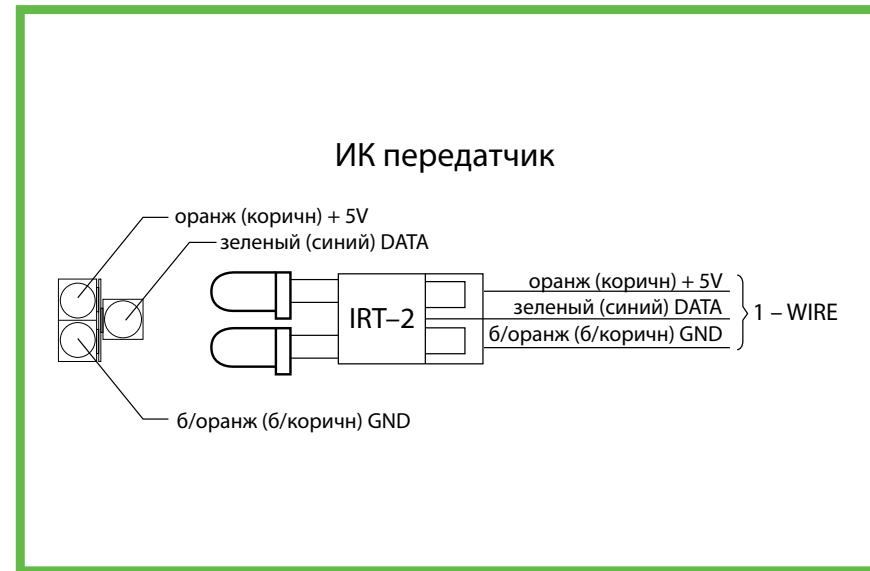 ИК передатчик
оранж (коричн) + 5V
зеленый (синий) DATA
б/оранж (б/коричн) GND
IRT–2
оранж (коричн) + 5V
зеленый (синий) DATA
б/оранж (б/коричн) GND
1 – WIRE